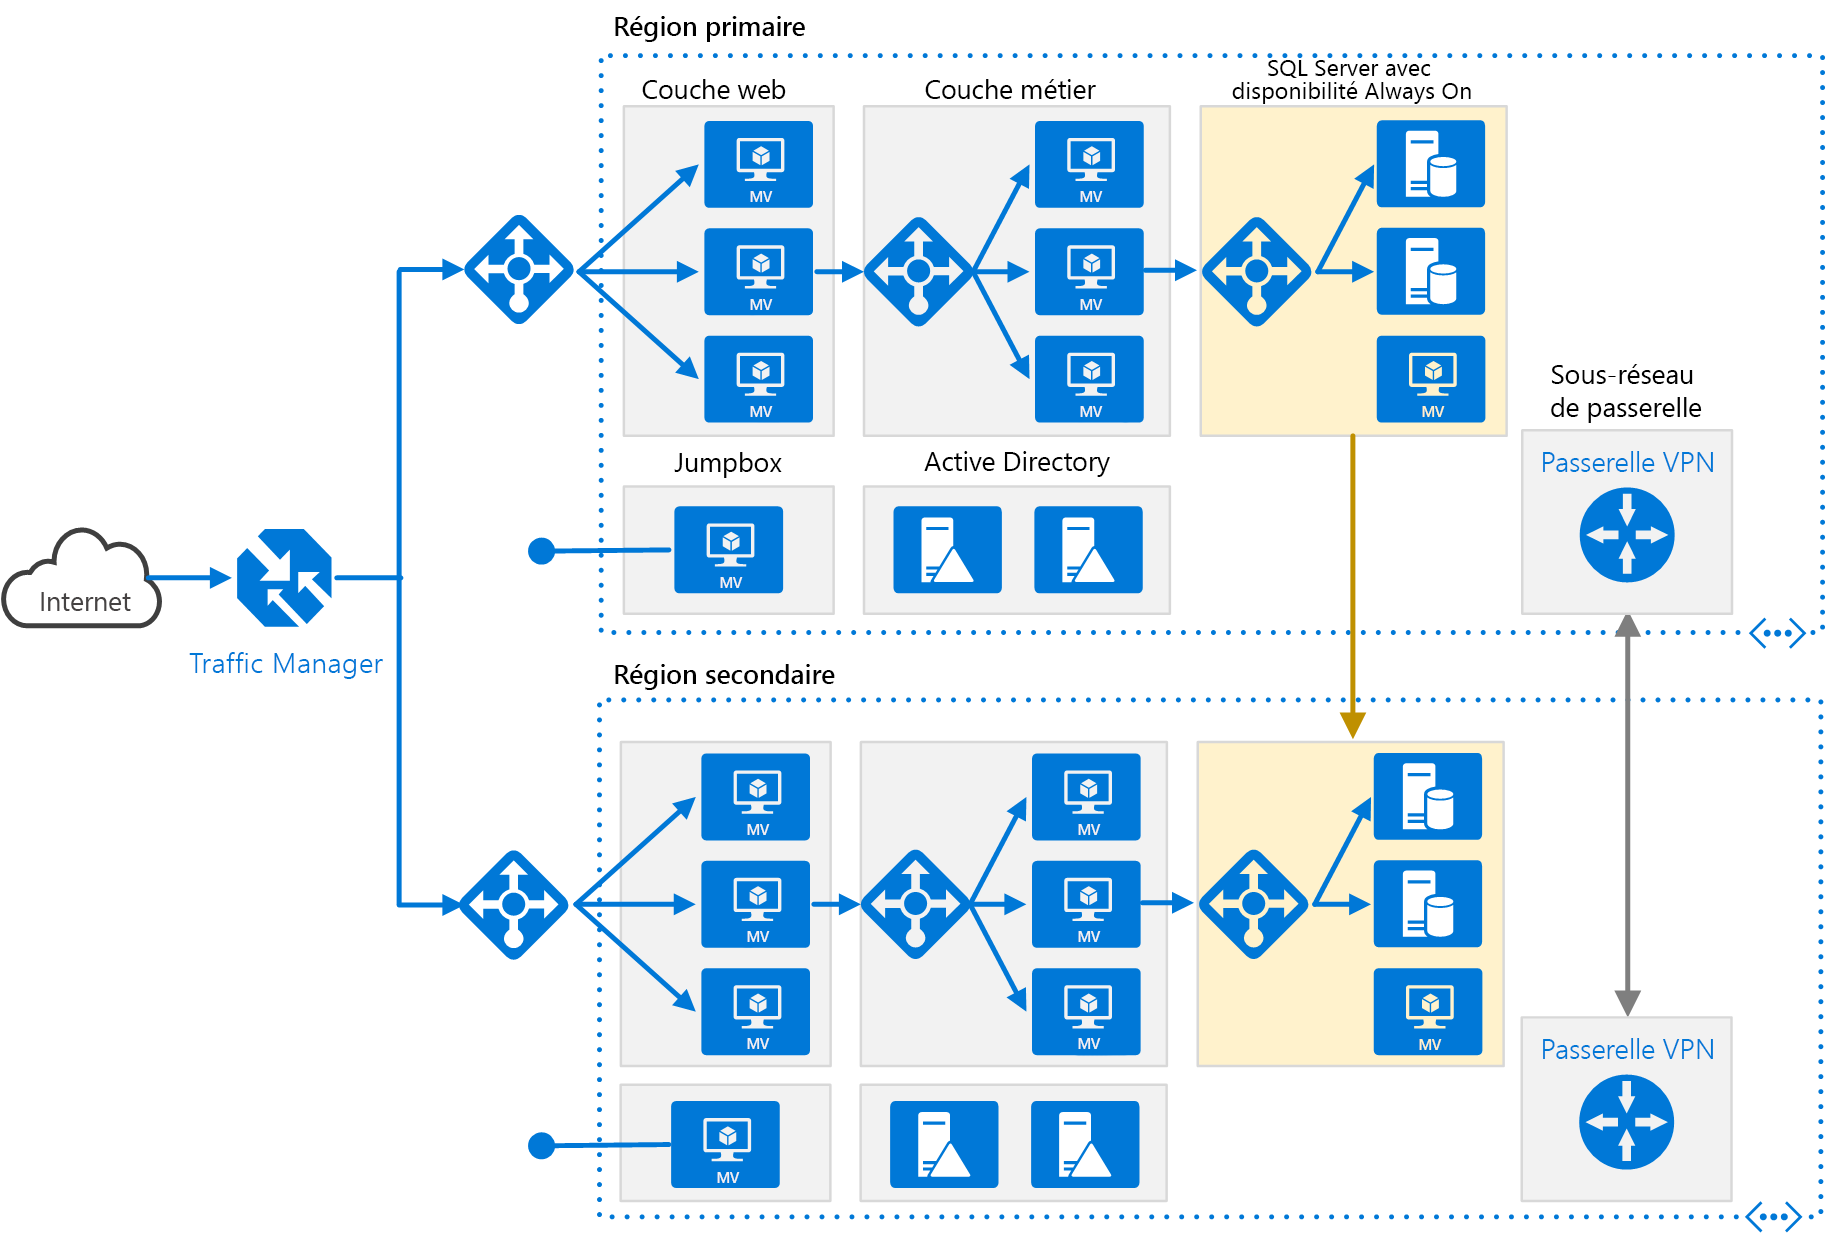 Région primaire
SQL Server avec
disponibilité Always On
Couche web
Couche métier
MV
MV
MV
MV
MV
MV
MV
Sous-réseau
de passerelle
Jumpbox
Active Directory
Passerelle VPN
MV
Internet
Traffic Manager
Région secondaire
MV
MV
MV
MV
MV
MV
MV
Passerelle VPN
MV